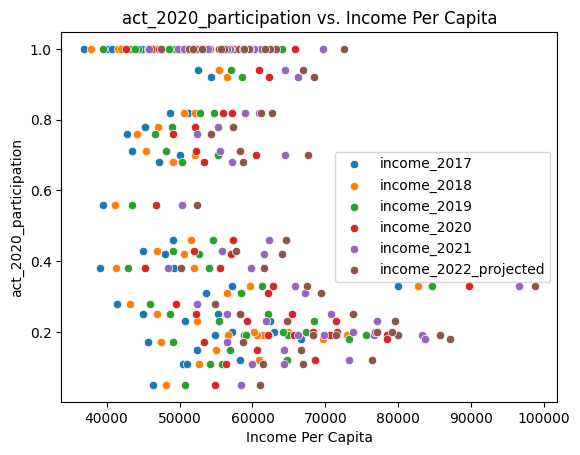 act_2020_participation vs. Income Per Capita
act_2020_participation
1.0
0.8
0.6
0.4
0.2
income_2017
income_2018
income_2019
income_2020
income_2021
income_2022_projected
40000 50000 60000 70000 80000 90000 100000
Income Per Capita